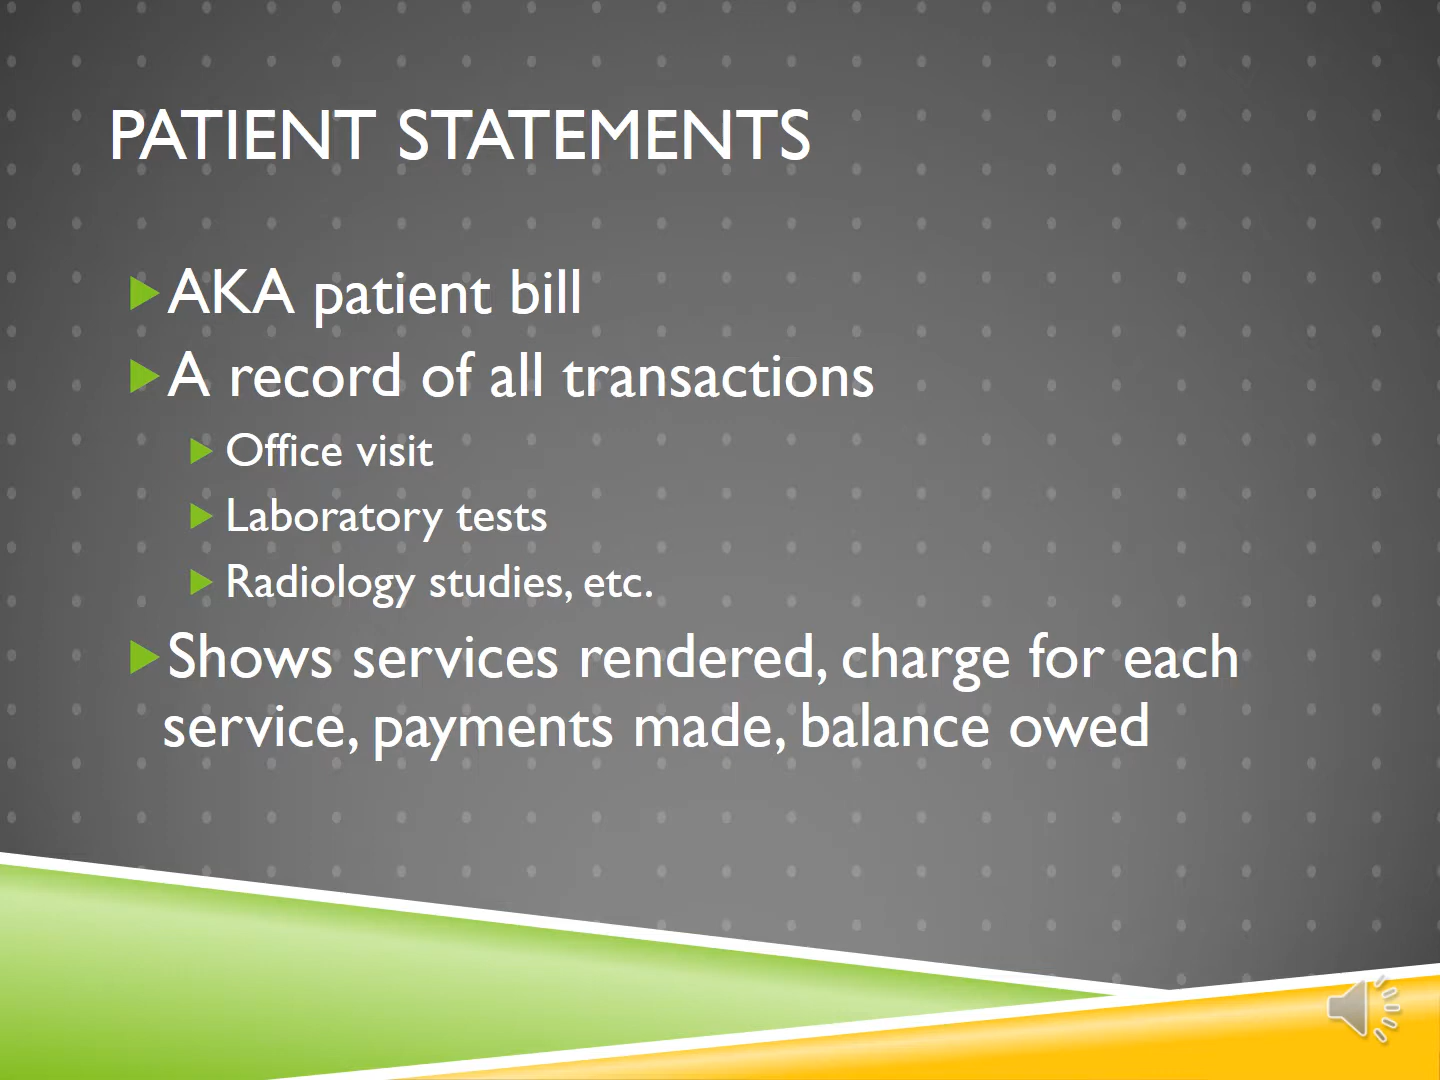 PATIENT STATEMENTS
AKA patient bill
A record of all transactions
Office visit
Laboratory tests
Radiology studies, etc.
Shows services rendered, charge for each
service, payments made, balance owed